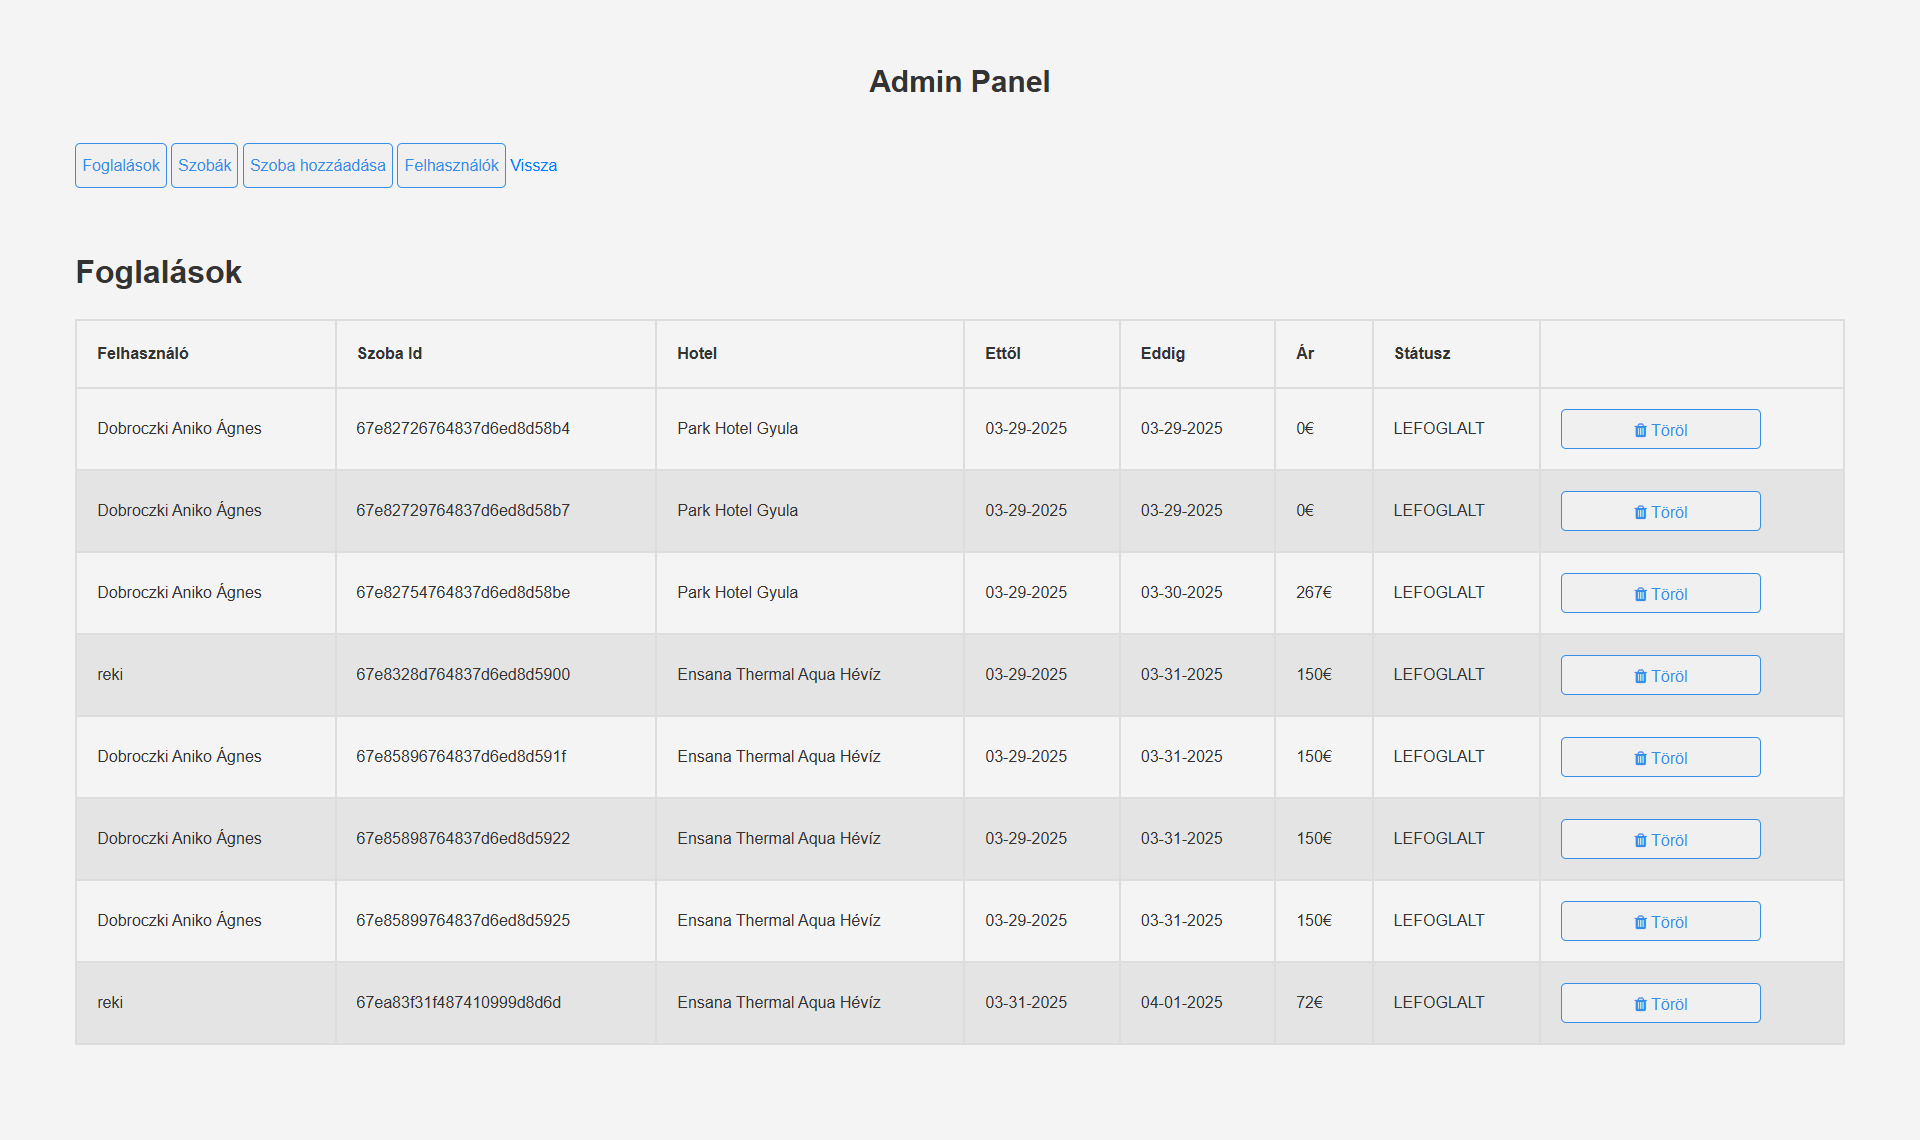 Admin Panel
Foglalások Szobák Szoba hozzáadása Felhasználók Vissza
Foglalások
Felhasználó Szoba Id Hotel Ettől Eddig Ár Státusz
Dobroczki Aniko Ágnes 67e82726764837d6ed8d58b4 Park Hotel Gyula 03-29-2025 03-29-2025 0€ LEFOGLALT Töröl
Dobroczki Aniko Ágnes 67e82729764837d6ed8d58b7 Park Hotel Gyula 03-29-2025 03-29-2025 0€ LEFOGLALT Töröl
Dobroczki Aniko Ágnes 67e82754764837d6ed8d58be Park Hotel Gyula 03-29-2025 03-30-2025 267€ LEFOGLALT Töröl
reki 67e8328d764837d6ed8d5900 Ensana Thermal Aqua Hévíz 03-29-2025 03-31-2025 150€ LEFOGLALT Töröl
Dobroczki Aniko Ágnes 67e85896764837d6ed8d591f Ensana Thermal Aqua Hévíz 03-29-2025 03-31-2025 150€ LEFOGLALT Töröl
Dobroczki Aniko Ágnes 67e85898764837d6ed8d5922 Ensana Thermal Aqua Hévíz 03-29-2025 03-31-2025 150€ LEFOGLALT Töröl
Dobroczki Aniko Ágnes 67e85899764837d6ed8d5925 Ensana Thermal Aqua Hévíz 03-29-2025 03-31-2025 150€ LEFOGLALT Töröl
reki 67ea83f31f487410999d8d6d Ensana Thermal Aqua Hévíz 03-31-2025 04-01-2025 72€ LEFOGLALT Töröl